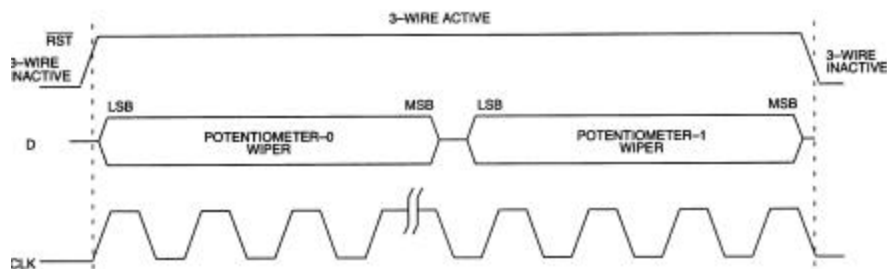 3–WIRE ACTIVE
RST
3–WIRE
INACTIVE
3–WIRE
INACTIVE
LSB
MSB
LSB
MSB
D
POTENTIOMETER–0
WIPER
POTENTIOMETER–1
WIPER
CLK